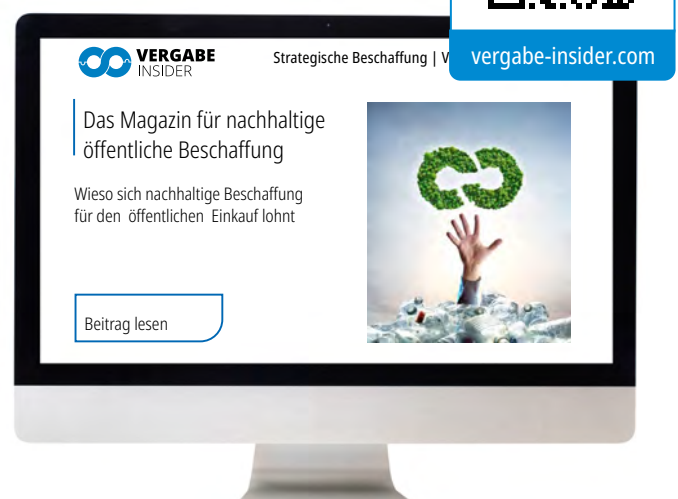 VERGABE
INSIDER
Strategische Beschaffung |
vergabe-insider.com
Das Magazin für nachhaltige
öffentliche Beschaffung
Wieso sich nachhaltige Beschaffung
für den öffentlichen Einkauf lohnt
Beitrag lesen